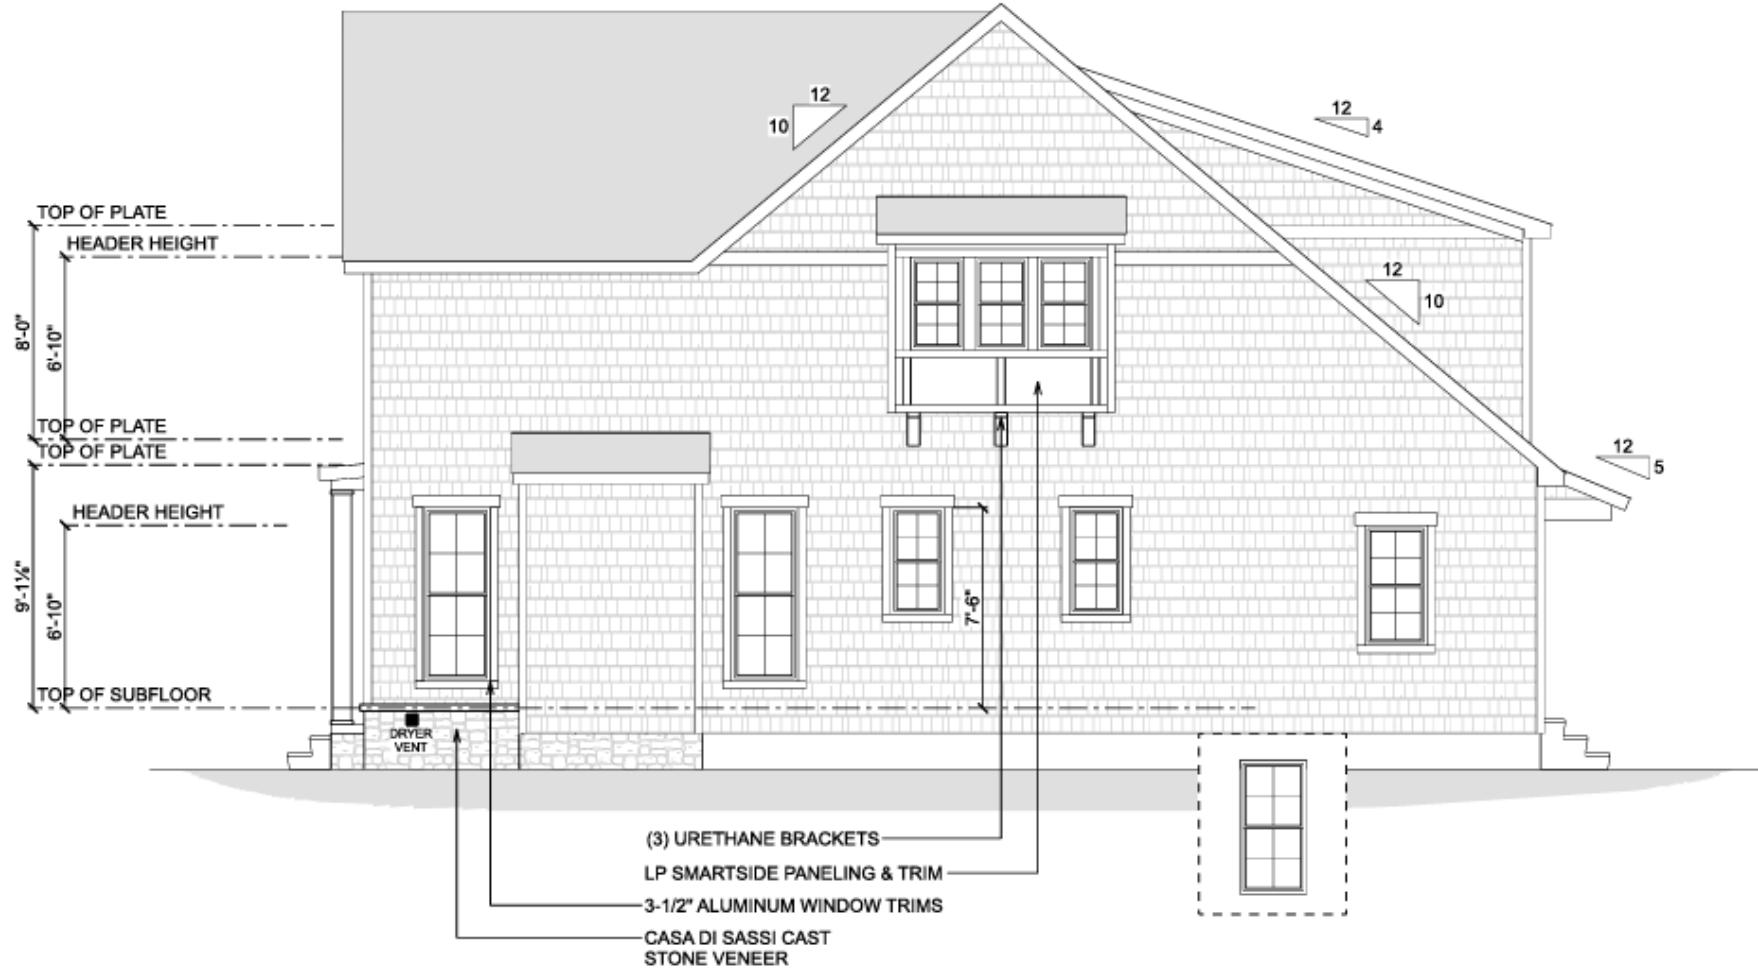 12
10
12
4
TOP OF PLATE
HEADER HEIGHT
12
10
8'-0"
6'-10"
TOP OF PLATE
TOP OF PLATE
12
5
HEADER HEIGHT
9'-1⅛"
6'-10"
7'-6"
TOP OF SUBFLOOR
DRYER
VENT
(3) URETHANE BRACKETS
LP SMARTSIDE PANELING & TRIM
3-1/2" ALUMINUM WINDOW TRIMS
CASA DI SASSI CAST
STONE VENEER